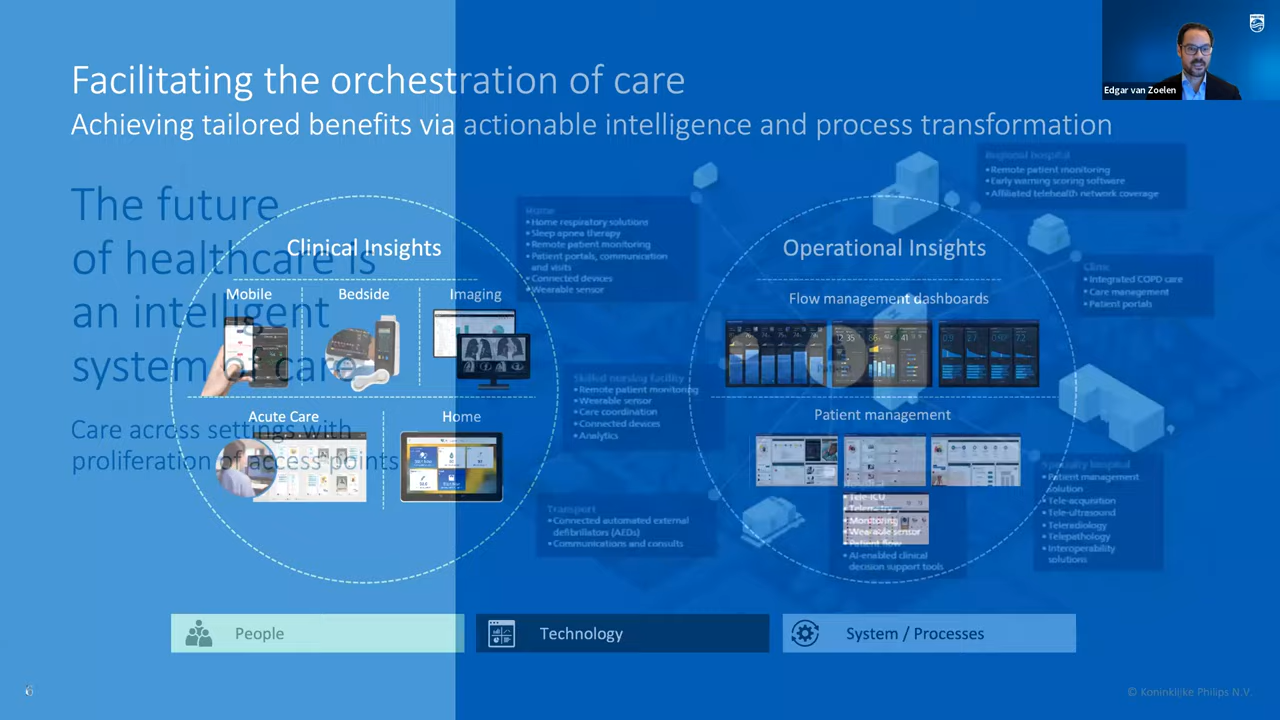 Edgar van Zoelen
Facilitating the orchestration of care
Achieving tailored benefits via actionable intelligence and process transformation
The future
of healthcare is
an intelligent
system of care
Care across settings with
proliferation of access points
Clinical Insights
Mobile
Bedside
Imaging
Acute Care
Home
Home
• Home respiratory solutions
• Sleep apnea therapy
• Remote patient monitoring
• Patient portals, communication
and visits
• Connected devices
• Wearable sensor
Skilled nursing facility
• Remote patient monitoring
• Wearable sensor
• Care coordination
• Connected devices
• Analytics
Transport
• Connected automated external
defibrillators (AEDs)
• Communications and consults
Operational Insights
Flow management dashboards
Patient management
Regional hospital
• Remote patient monitoring
• Early warning scoring software
• Affiliated telehealth network coverage
Clinic
• Integrated COPD care
• Care management
• Patient portals
Specialty hospital
• Patient management
solution
• Tele-acquisition
• Tele-ultrasound
• Teleradiology
• Telepathology
• Interoperability
solutions
• Tele ICU
• Telemetry
• Monitoring
• Wearable sensor
• Patient flow
• AI-enabled clinical
decision support tools
People
Technology
System / Processes
6
© Koninklijke Philips N.V.